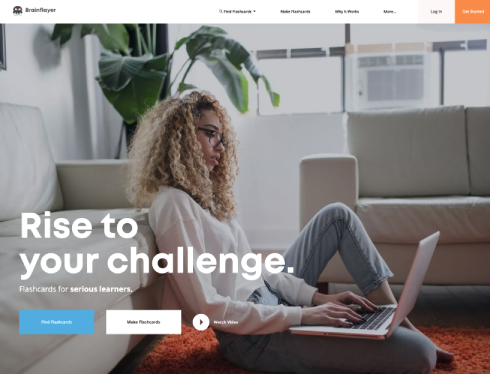 Brainflayer
Find Flashcards
Make Flashcards
Why It Works
More...
Log In
Get Started
Rise to
your challenge.
Flashcards for serious learners.
Find Flashcards
Make Flashcards
Watch Video